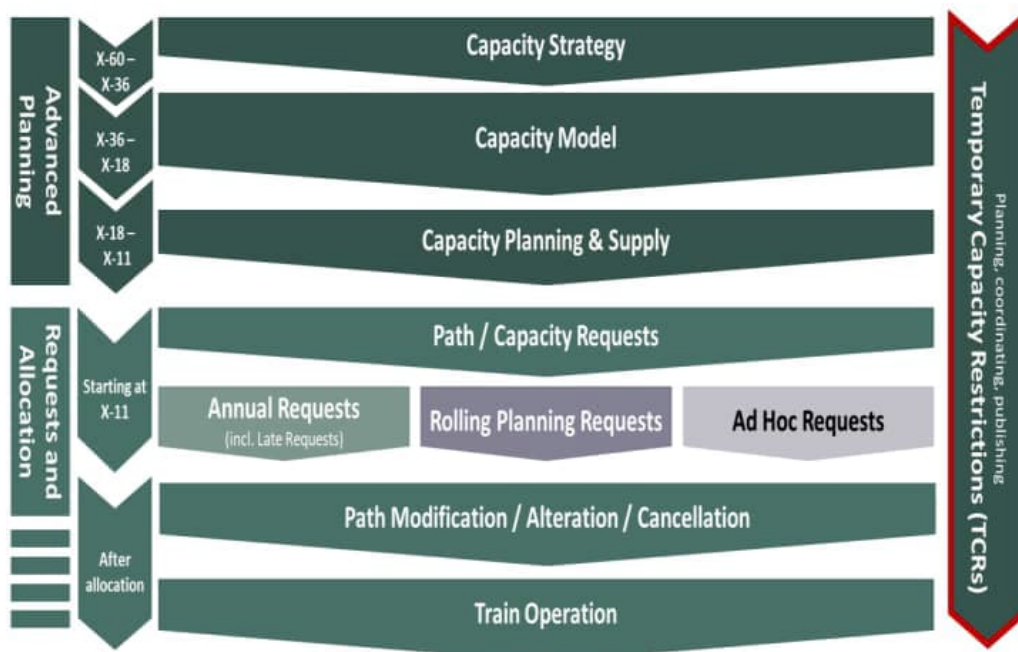 Advanced
Planning
X-60 –
X-36
Capacity Strategy
X-36 –
X-18
Capacity Model
X-18 –
X-11
Capacity Planning & Supply
Requests and
Allocation
Starting at
X-11
Path / Capacity Requests
Annual Requests
(incl. Late Requests)
Rolling Planning Requests
Ad Hoc Requests
After
allocation
Path Modification / Alteration / Cancellation
Train Operation
Planning, coordinating, publishing
Temporary Capacity Restrictions (TCRs)